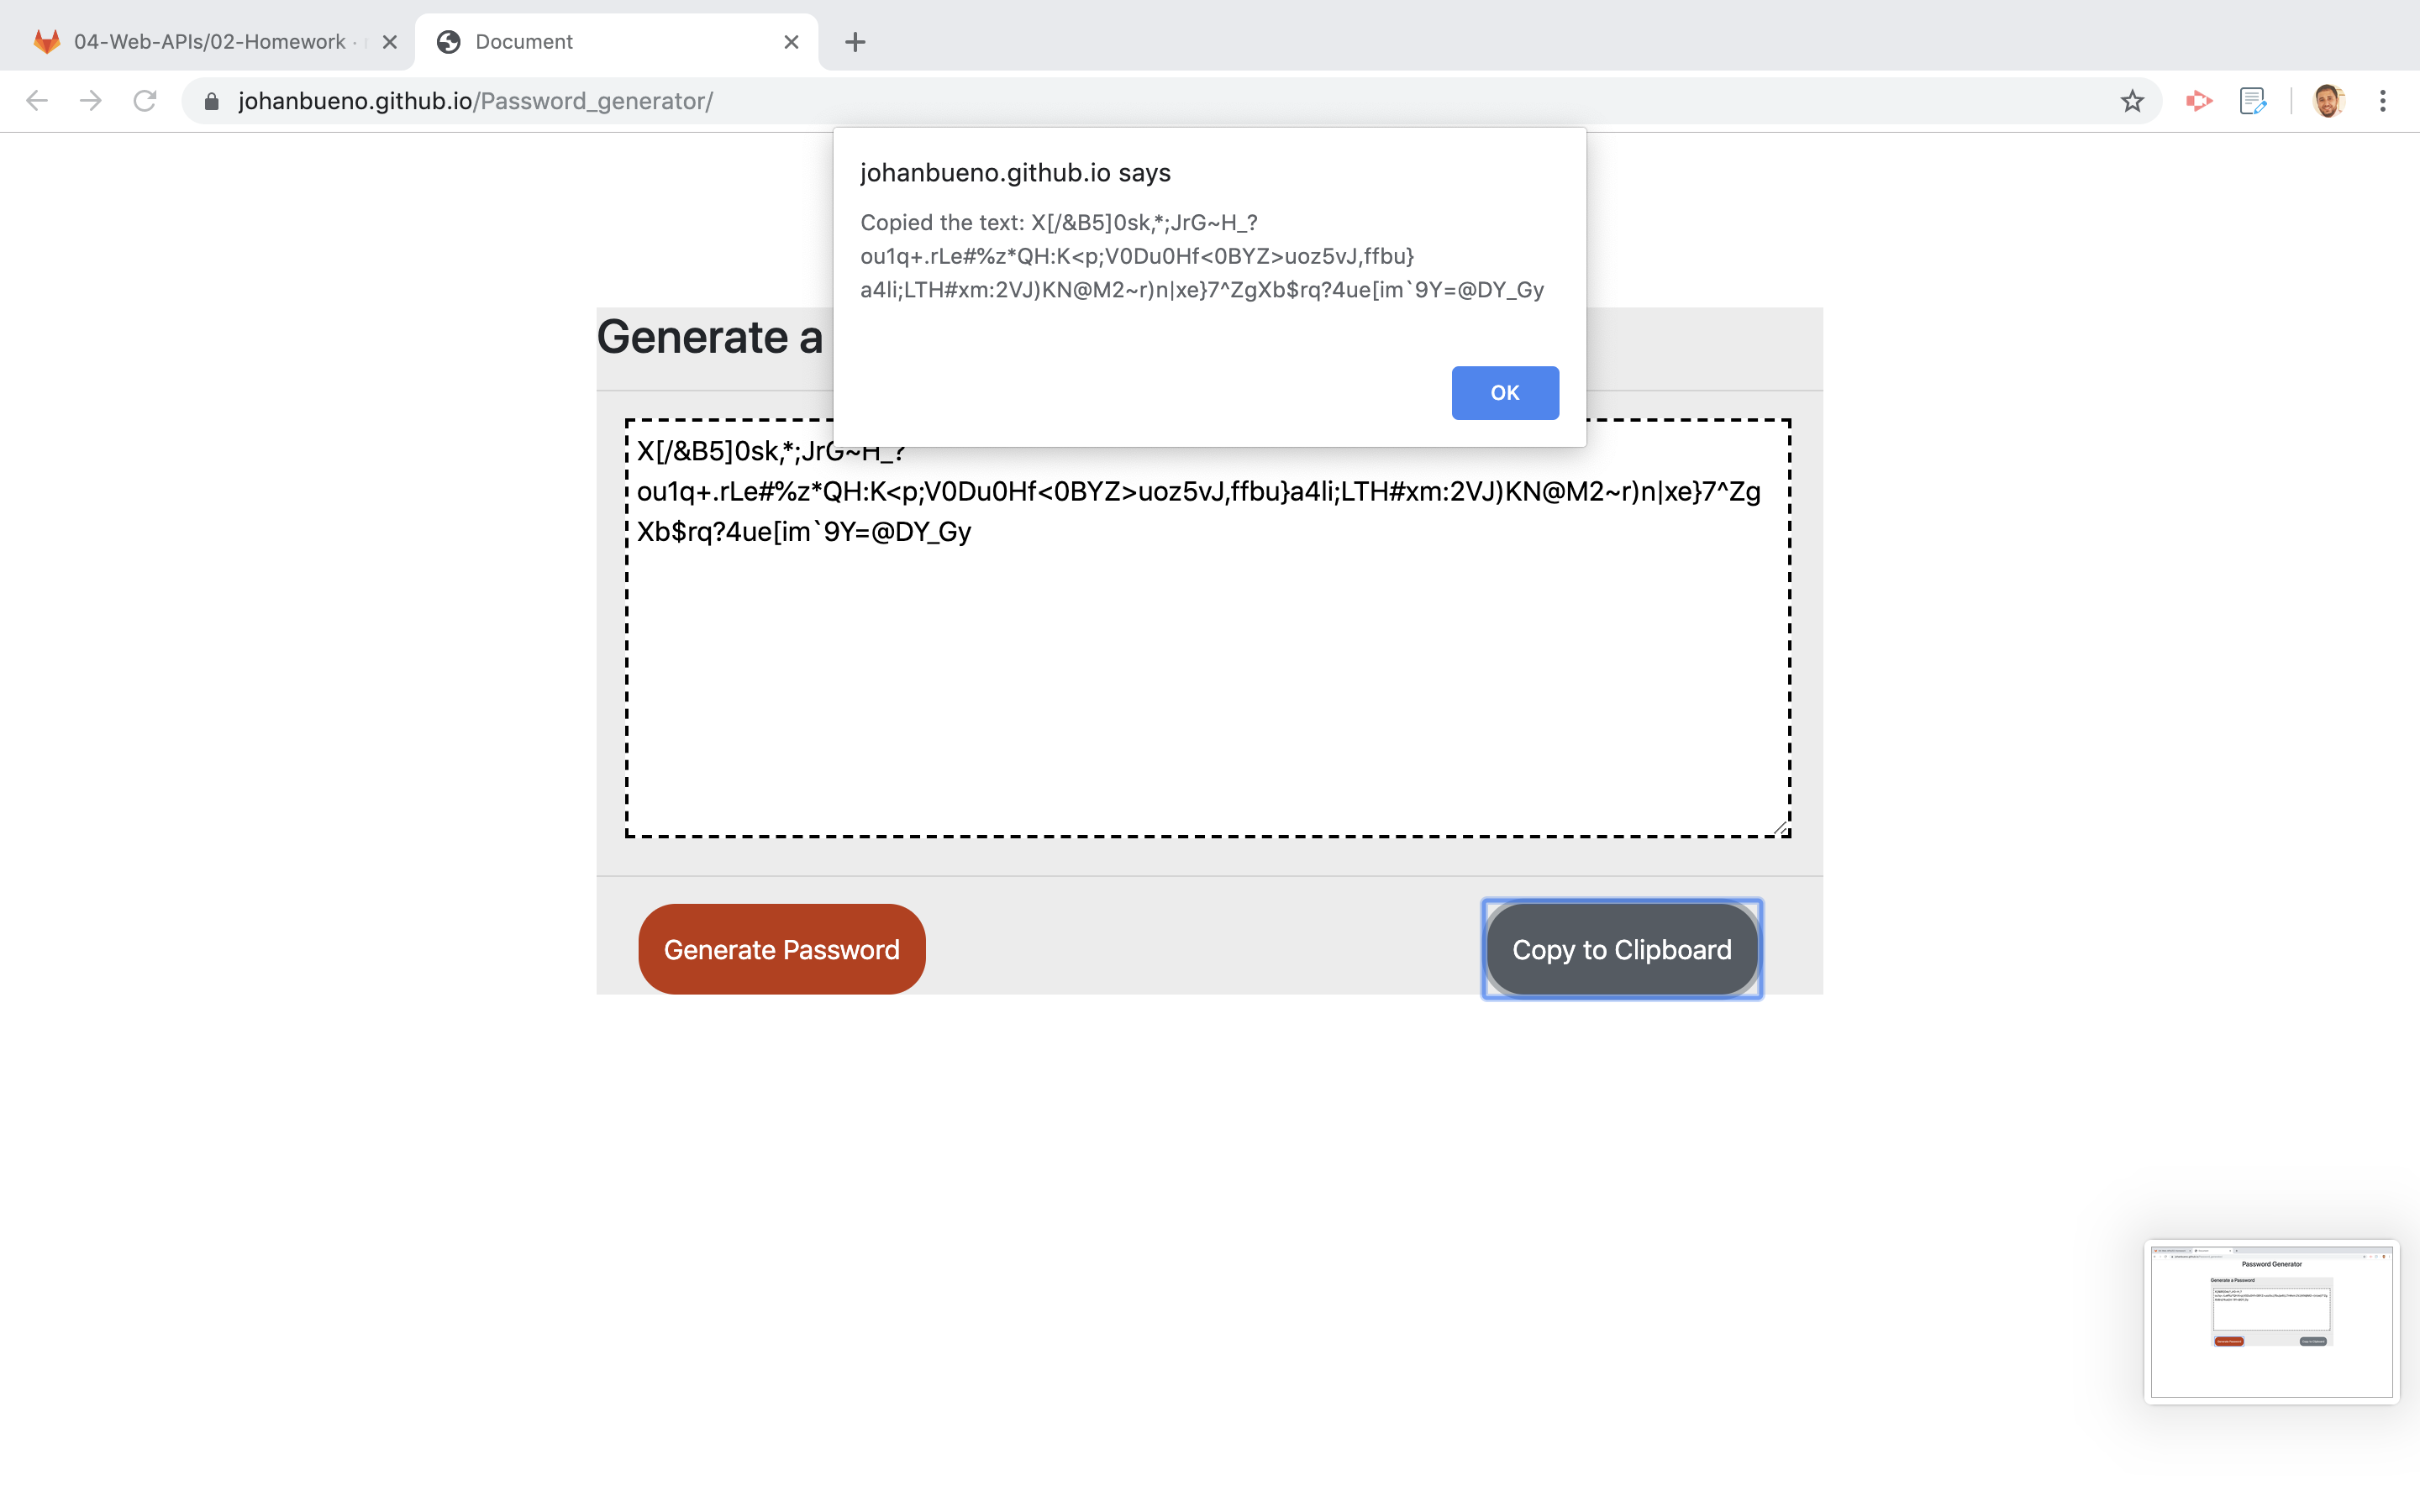 04-Web-APIs/02-Homework ·
Document
johanbueno.github.io/Password_generator/
johanbueno.github.io says
Copied the text: X[/&B5]0sk,*;JrG~H_?
ou1q+.rLe#%z*QH:K<p;V0Du0Hf<0BYZ>uoz5vJ,ffbu}
a4li;LTH#xm:2VJ)KN@M2~r)n|xe}7^ZgXb$rq?4ue[im`9Y=@DY_Gy
OK
Generate a
X[/&B5]0sk,*;JrG~H_?
ou1q+.rLe#%z*QH:K<p;V0Du0Hf<0BYZ>uoz5vJ,ffbu}a4li;LTH#xm:2VJ)KN@M2~r)n|xe}7^Zg
Xb$rq?4ue[im`9Y=@DY_Gy
Generate Password
Copy to Clipboard
Password Generator
Generate a Password